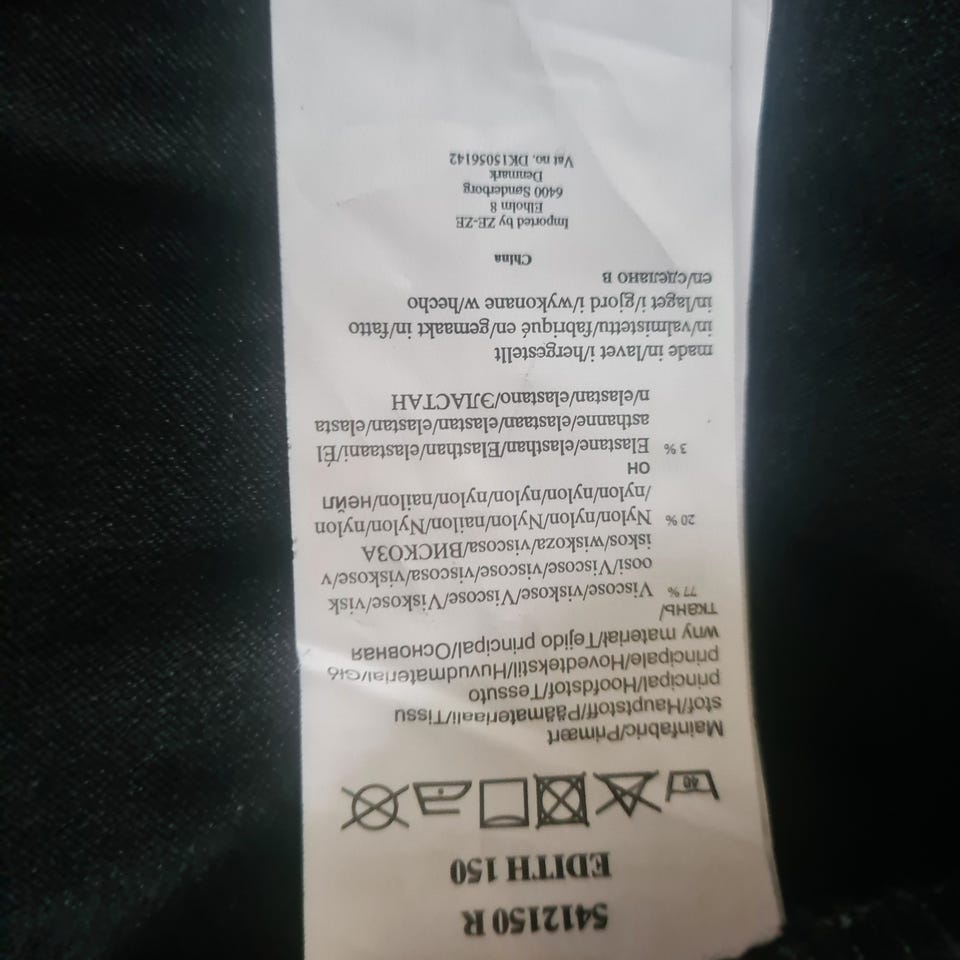 5412150 R
EDITH 150
40
Mainfabric/Primært
stof/Hauptstoff/Päämateriaali/Tissu
principal/Hoofdstof/Tessuto
principale/Hovedtekstil/Huvudmaterial/Głó
wny materiał/Tejido principal/Основная
ткань/
77 % Viscose/viskose/Viscose/Viskose/visk
oosi/Viscose/viscose/viscosa/viskose/v
iskos/wiskoza/viscosa/ВИСКОЗА
20 % Nylon/nylon/Nylon/nailon/Nylon/nylon
/nylon/nylon/nylon/nylon/nailon/нейл
он
3 % Elastane/elasthan/Elasthan/elastaani/Él
asthanne/elastaan/elastan/elastan/elasta
n/elastan/elastano/ЭЛАСТАН
made in/lavet i/hergestellt
in/valmistettu/fabriqué en/gemaakt in/fatto
in/laget i/gjord i/wykonane w/hecho
en/сделано в
China
Imported by ZE-ZE
Elholm 8
6400 Sønderborg
Denmark
Vat no. DK15056142